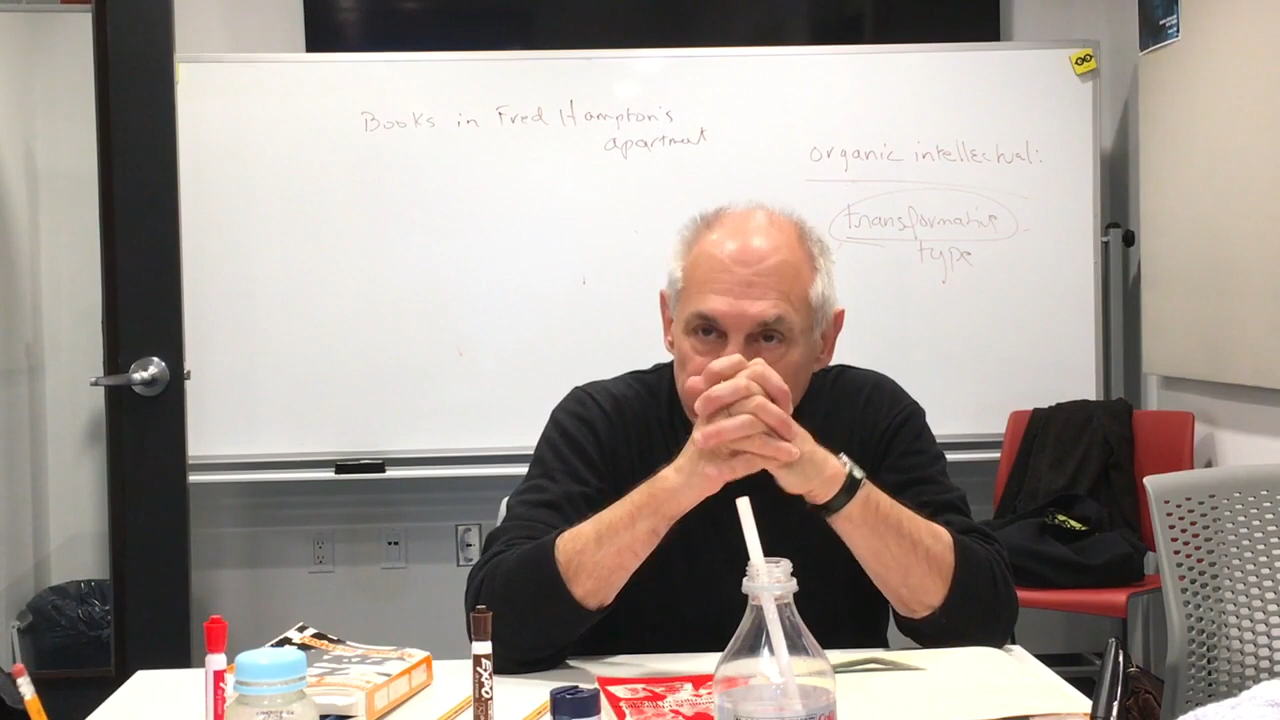 Books in Fred Hampton's
apartment
organic intellectual:
transformative
type
EXPO